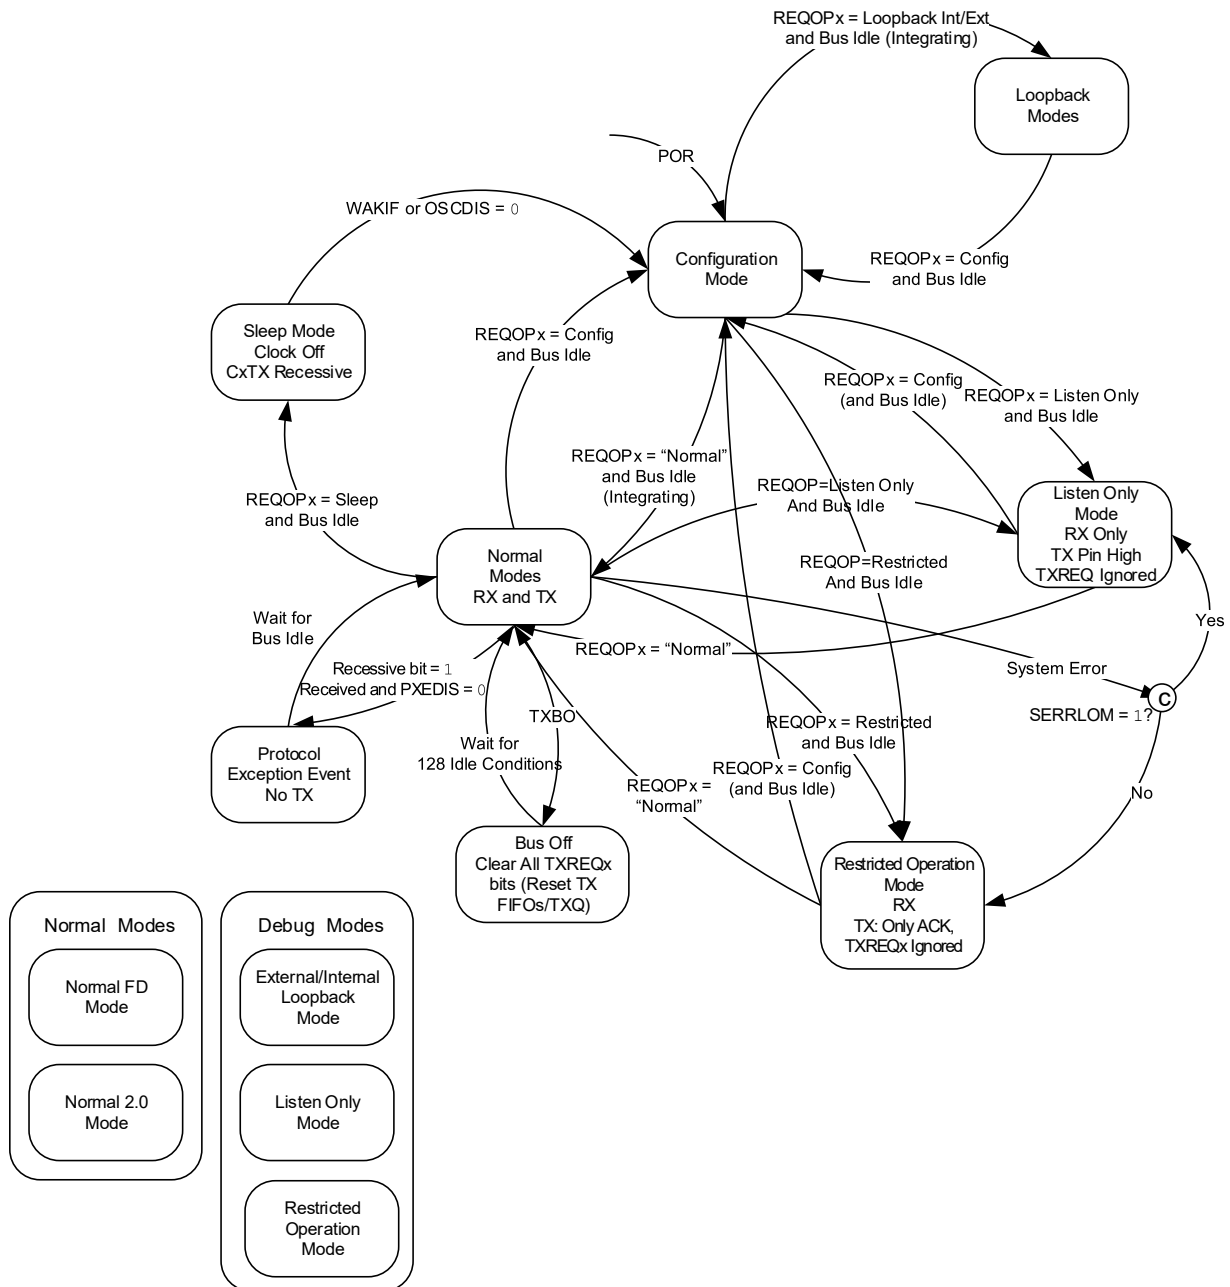 REQOPx = Loopback Int/Ext
and Bus Idle (Integrating)
Loopback
Modes
POR
WAKIF or OSCDIS = 0
Configuration
Mode
REQOPx = Config
and Bus Idle
Sleep Mode
Clock Off
CxTX Recessive
REQOPx = Config
and Bus Idle
REQOPx = Config
(and Bus Idle)
REQOPx = Listen Only
and Bus Idle
REQOPx = “Normal”
and Bus Idle
(Integrating)
REQOP=Listen Only
And Bus Idle
REQOPx = Sleep
and Bus Idle
Listen Only
Mode
RX Only
TX Pin High
TXREQ Ignored
Normal
Modes
RX and TX
REQOP=Restricted
And Bus Idle
Wait for
Bus Idle
Yes
REQOPx = “Normal”
Recessive bit = 1
Received and PXEDIS = 0
System Error
C
SERRLOM = 1?
TXBO
REQOPx = Restricted
and Bus Idle
Wait for
128 Idle Conditions
Protocol
Exception Event
No TX
REQOPx = Config
(and Bus Idle)
REQOPx =
“Normal”
No
Bus Off
Clear All TXREQx
bits (Reset TX
FIFOs/TXQ)
Restricted Operation
Mode
RX
TX: Only ACK,
TXREQx Ignored
Normal Modes
Normal FD
Mode
Normal 2.0
Mode
Debug Modes
External/Internal
Loopback
Mode
Listen Only
Mode
Restricted
Operation
Mode